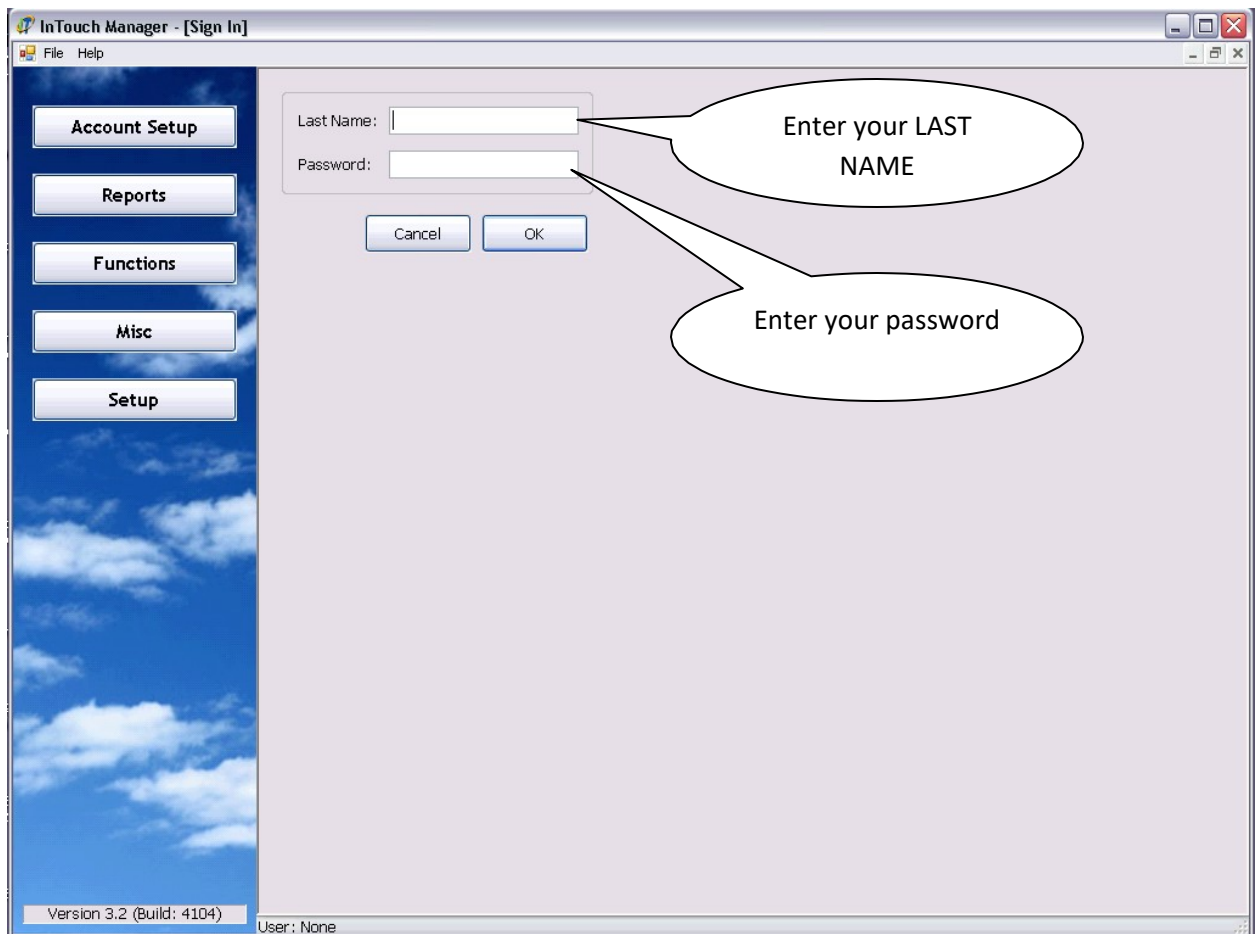 InTouch Manager - [Sign In]
File Help
Account Setup
Reports
Functions
Misc
Setup
Version 3.2 (Build: 4104)
Last Name:
Password:
Cancel OK
Enter your LAST
NAME
Enter your password
User: None